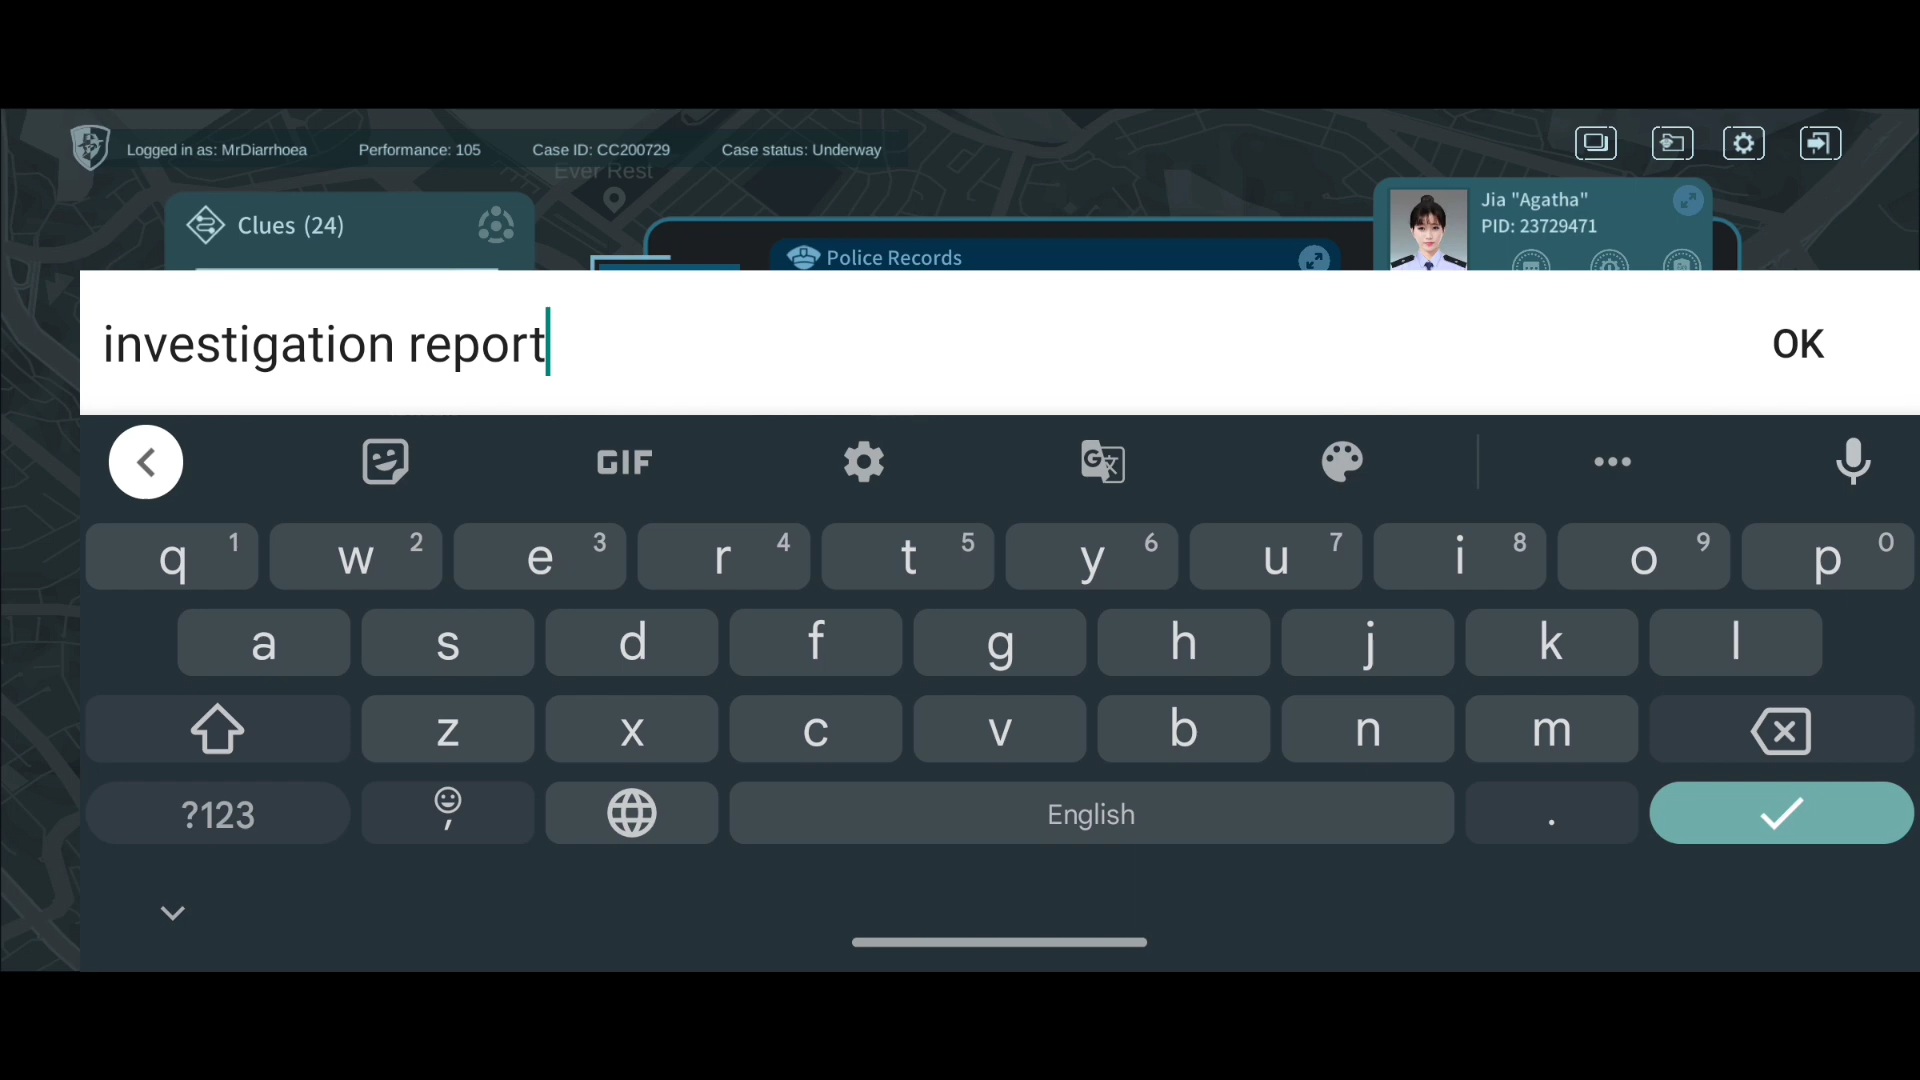 Logged in as: MrDiarrhoea Performance: 105 Case ID: CC200729 Case status: Underway
Ever Rest
Clues (24)
Police Records
Jia "Agatha"
PID: 23729471
investigation report
OK
GIF
G文
q 1 w 2 e 3 r 4 t 5 y 6 u 7 i 8 o 9 p 0
a s d f g h j k l
z x c v b n m
?123 , English .